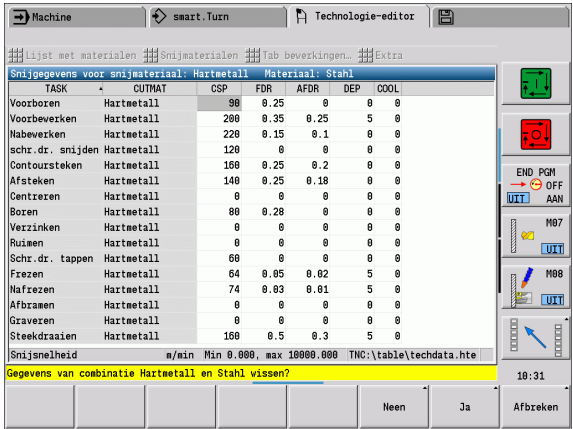 Machine smart.Turn Technologie-editor
Lijst met materialen Snijmaterialen Tab bewerkingen… Extra
Snijgegevens voor snijmateriaal: Hartmetall Materiaal: Stahl
TASK CUTMAT CSP FDR AFDR DEP COOL
Voorboren Hartmetall 90 0.25 0 0 0
Voorbewerken Hartmetall 200 0.35 0.25 5 0
Nabewerken Hartmetall 220 0.15 0.1 0 0
schr.dr. snijden Hartmetall 120 0 0 0 0
Contoursteken Hartmetall 160 0.25 0.2 0 0
Afsteken Hartmetall 140 0.25 0.18 0 0
Centreren Hartmetall 0 0 0 0 0
Boren Hartmetall 80 0.28 0 0 0
Verzinken Hartmetall 0 0 0 0 0
Ruimen Hartmetall 0 0 0 0 0
Schr.dr. tappen Hartmetall 60 0 0 0 0
Frezen Hartmetall 64 0.05 0.02 5 0
Nafrezen Hartmetall 74 0.03 0.01 5 0
Afbramen Hartmetall 0 0 0 0 0
Graveren Hartmetall 0 0 0 0 0
Steekdraaien Hartmetall 160 0.5 0.3 5 0
Snijsnelheid m/min Min 0.000, max 10000.000 TNC:\table\techdata.hte
Gegevens van combinatie Hartmetall en Stahl wissen?
Neen Ja Afbreken
END PGM
OFF
UIT AAN
M07
UIT
M08
UIT
10:31